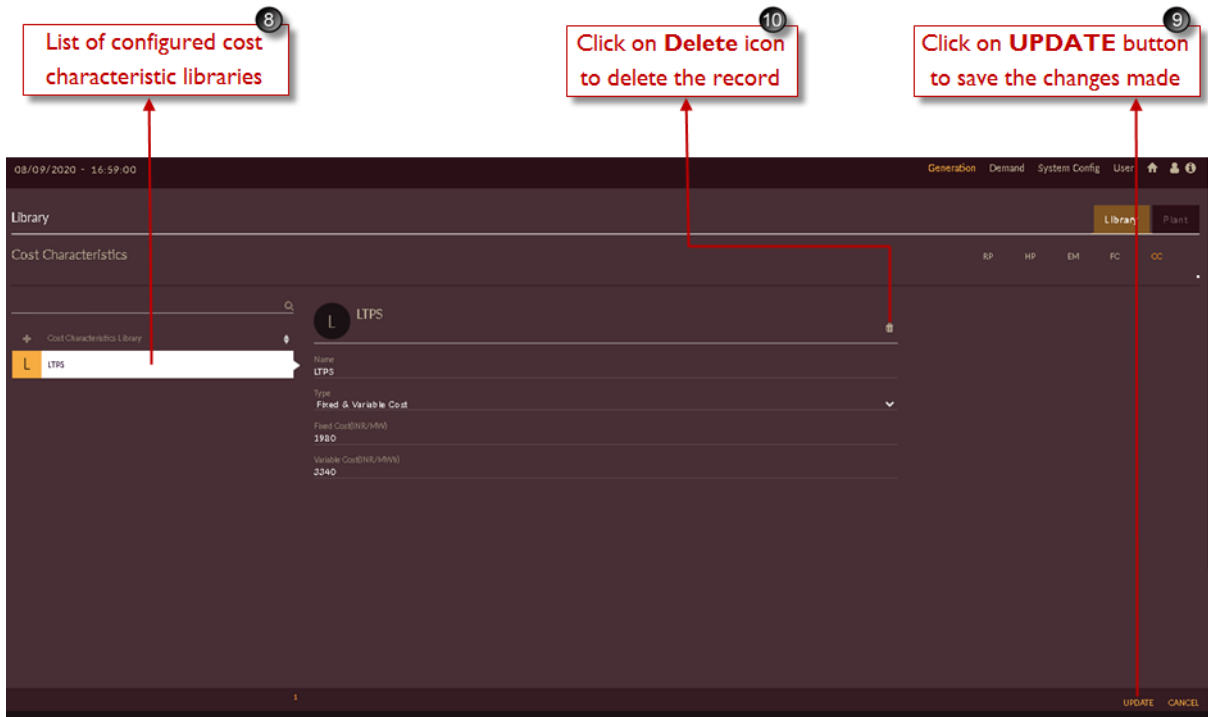 8
List of configured cost
characteristic libraries
10
Click on Delete icon
to delete the record
9
Click on UPDATE button
to save the changes made
08/09/2020 - 16:59:00
Generation Demand System Config User
Library
Library Plant
Cost Characteristics
RP HP EM FC CC
Cost Characteristics Library
L LTPS
L LTPS
Name
LTPS
Type
Fixed & Variable Cost
Fixed Cost(INR/MW)
1980
Variable Cost(INR/MWh)
3340
1
UPDATE CANCEL